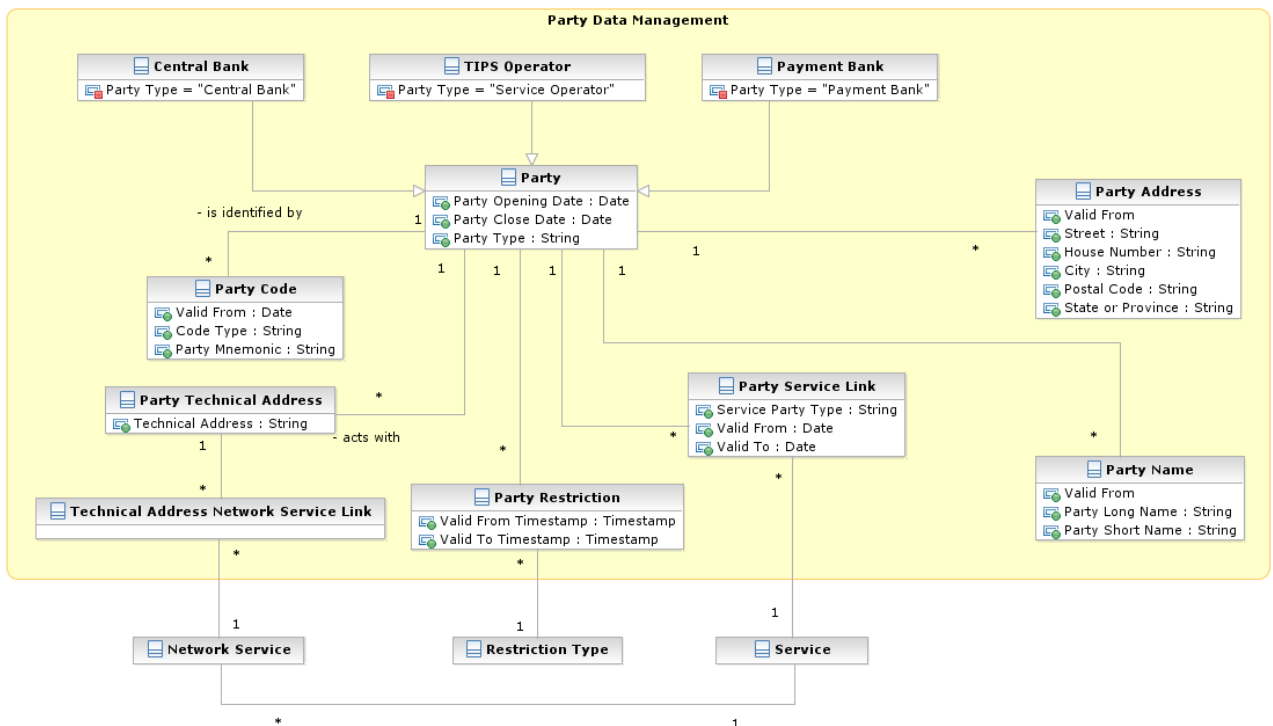 Party Data Management
Central Bank
Party Type = "Central Bank"
TIPS Operator
Party Type = "Service Operator"
Payment Bank
Party Type = "Payment Bank"
Party
Party Opening Date : Date
Party Close Date : Date
Party Type : String
Party Address
Valid From
Street : String
House Number : String
City : String
Postal Code : String
State or Province : String
- is identified by
1
*
1
*
1
1
1
1
Party Code
Valid From : Date
Code Type : String
Party Mnemonic : String
Party Technical Address
Technical Address : String
*
- acts with
1
*
Party Service Link
Service Party Type : String
Valid From : Date
Valid To : Date
*
*
*
*
Party Name
Valid From
Party Long Name : String
Party Short Name : String
Technical Address Network Service Link
*
Party Restriction
Valid From Timestamp : Timestamp
Valid To Timestamp : Timestamp
*
1
1
1
Network Service
Restriction Type
Service
*
1